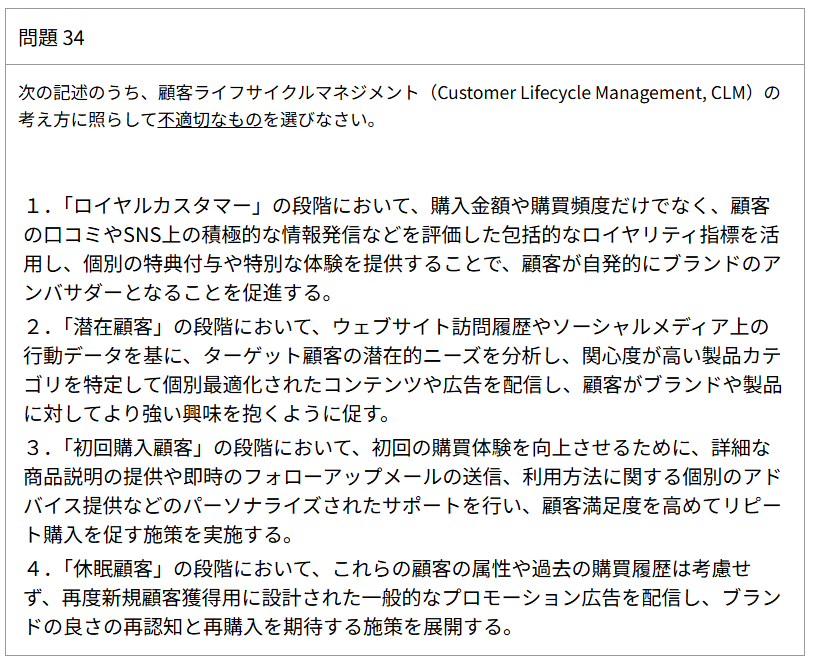 問題 34
次の記述のうち、顧客ライフサイクルマネジメント（Customer Lifecycle Management, CLM）の
考え方に照らして不適切なものを選びなさい。
１．「ロイヤルカスタマー」の段階において、購入金額や購買頻度だけでなく、顧客
の口コミやSNS上の積極的な情報発信などを評価した包括的なロイヤリティ指標を活
用し、個別の特典付与や特別な体験を提供することで、顧客が自発的にブランドのア
ンバサダーとなることを促進する。
２．「潜在顧客」の段階において、ウェブサイト訪問履歴やソーシャルメディア上の
行動データを基に、ターゲット顧客の潜在的ニーズを分析し、関心度が高い製品カテ
ゴリを特定して個別最適化されたコンテンツや広告を配信し、顧客がブランドや製品
に対してより強い興味を抱くように促す。
３．「初回購入顧客」の段階において、初回の購買体験を向上させるために、詳細な
商品説明の提供や即時のフォローアップメールの送信、利用方法に関する個別のアド
バイス提供などのパーソナライズされたサポートを行い、顧客満足度を高めてリピー
ト購入を促す施策を実施する。
４．「休眠顧客」の段階において、これらの顧客の属性や過去の購買履歴は考慮せ
ず、再度新規顧客獲得用に設計された一般的なプロモーション広告を配信し、ブラン
ドの良さの再認知と再購入を期待する施策を展開する。